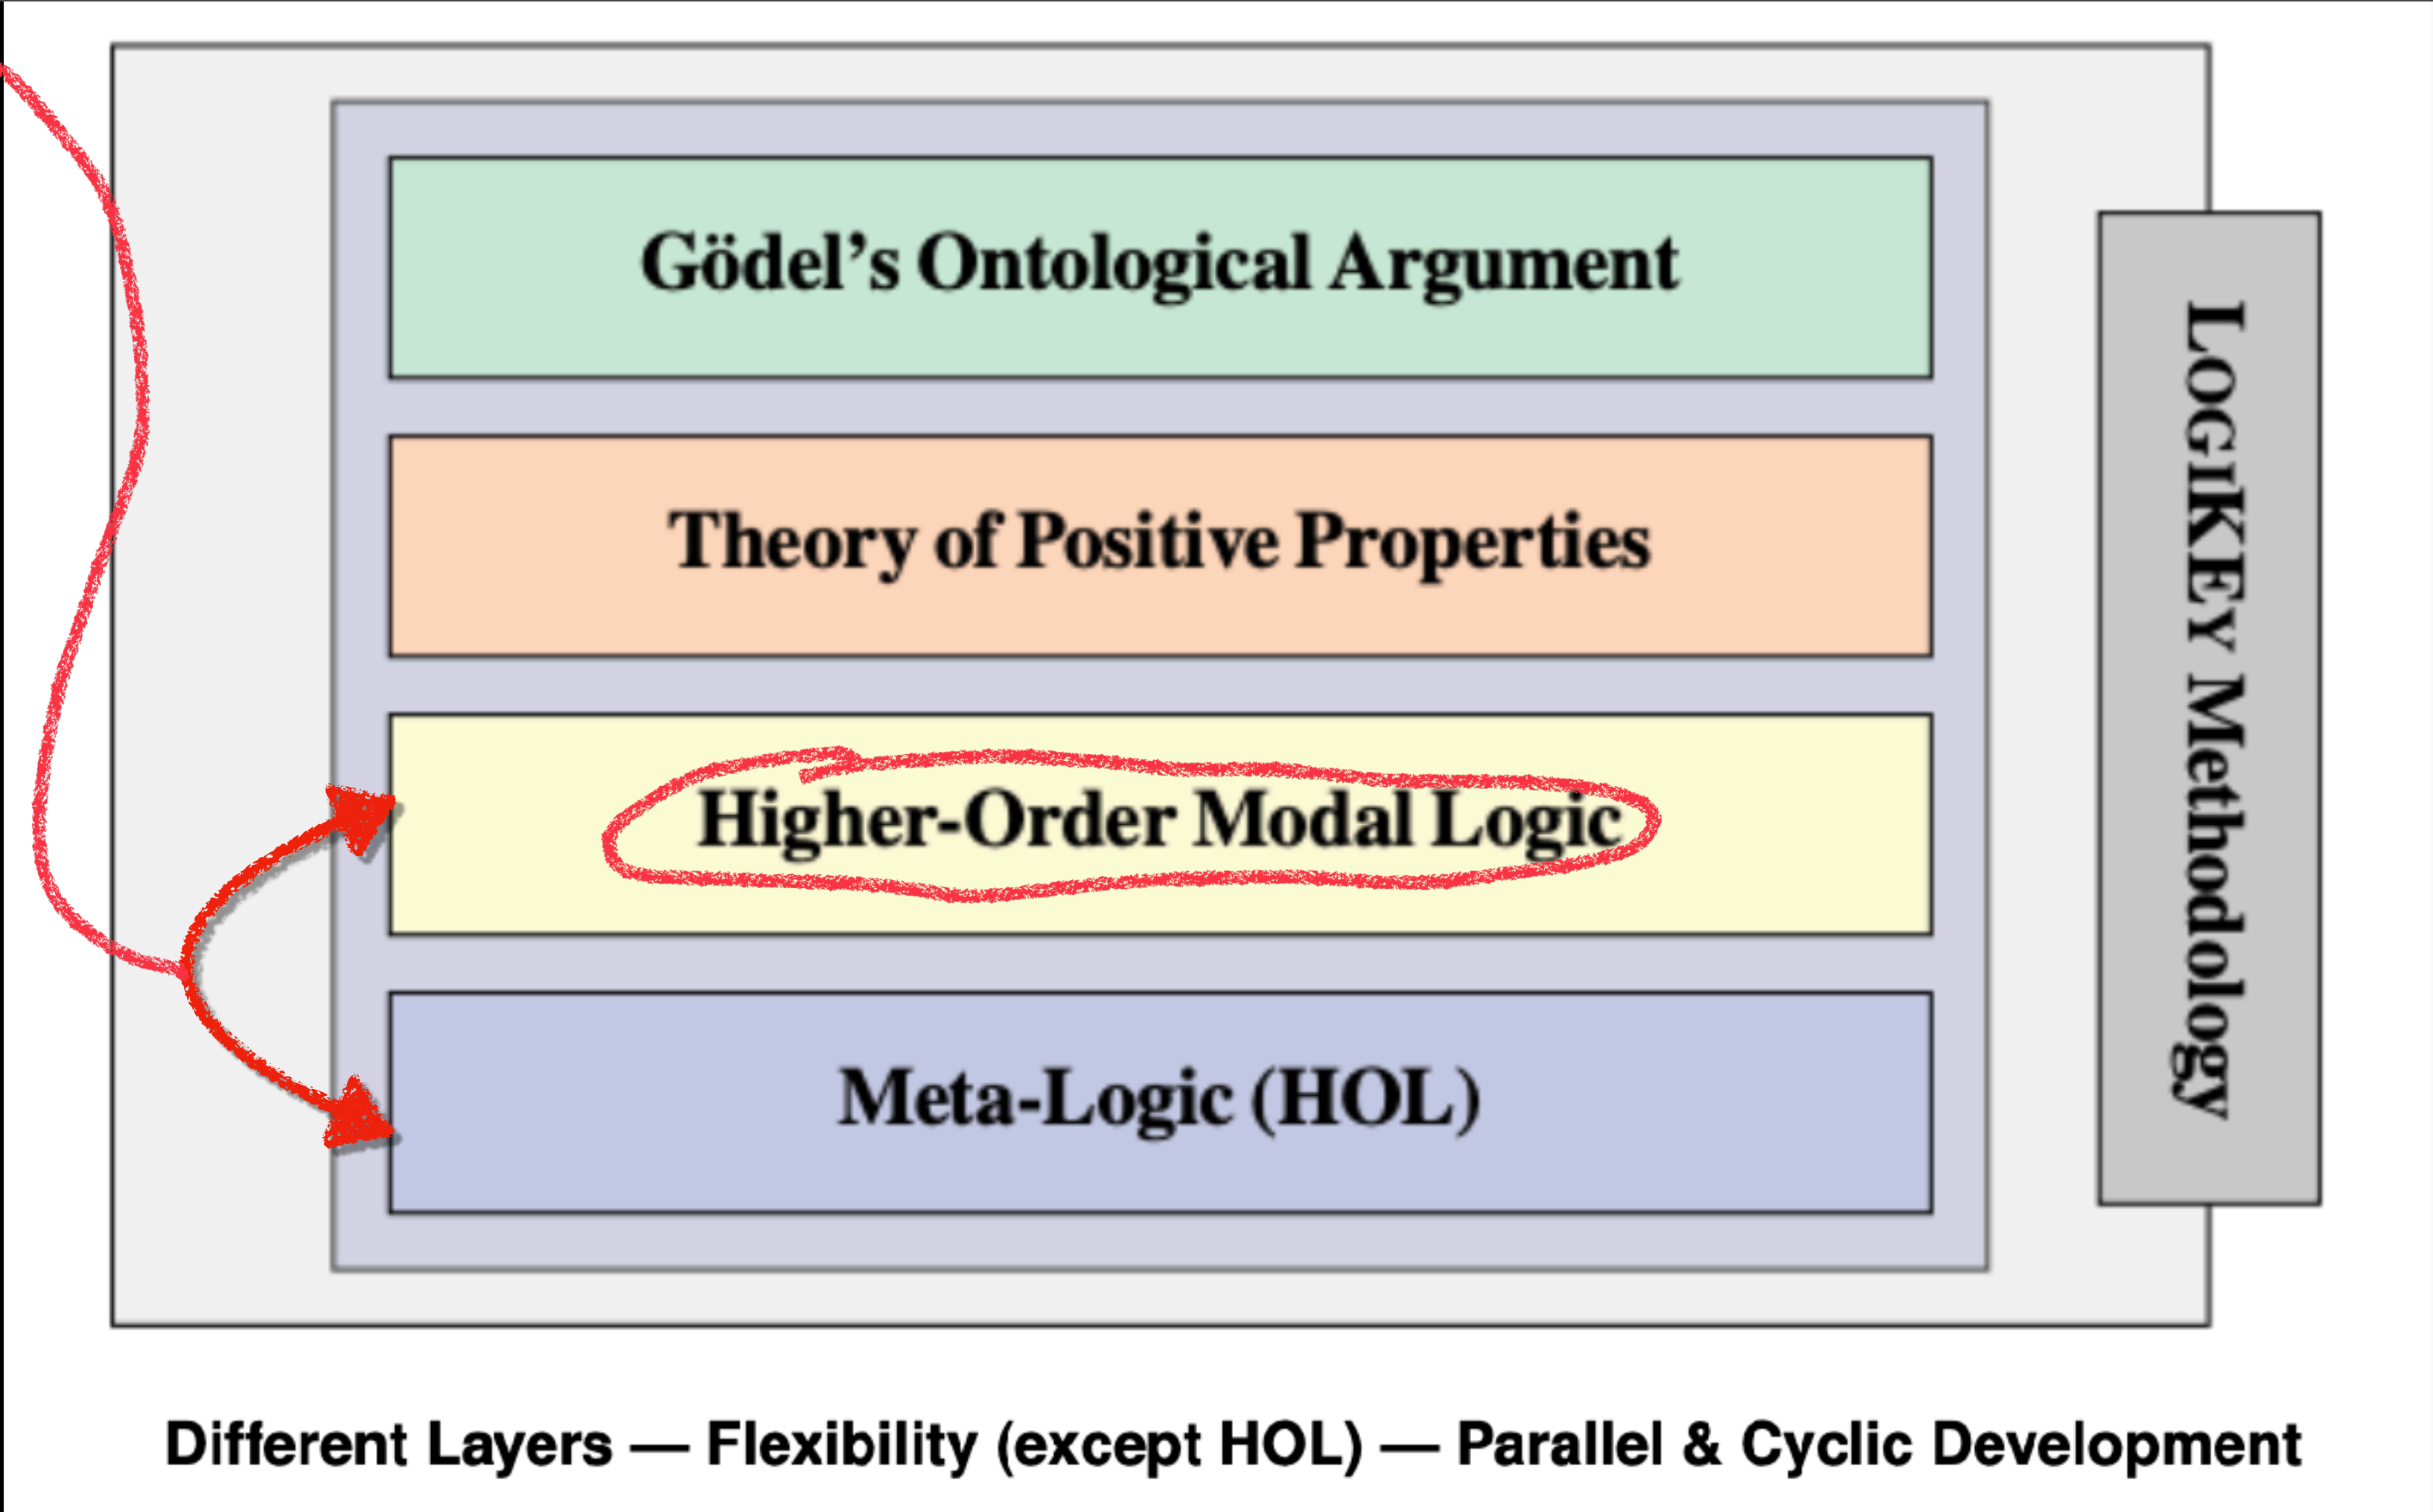 Gödel’s Ontological Argument
Theory of Positive Properties
Higher-Order Modal Logic
Meta-Logic (HOL)
LOGIKEY Methodology
Different Layers — Flexibility (except HOL) — Parallel & Cyclic Development